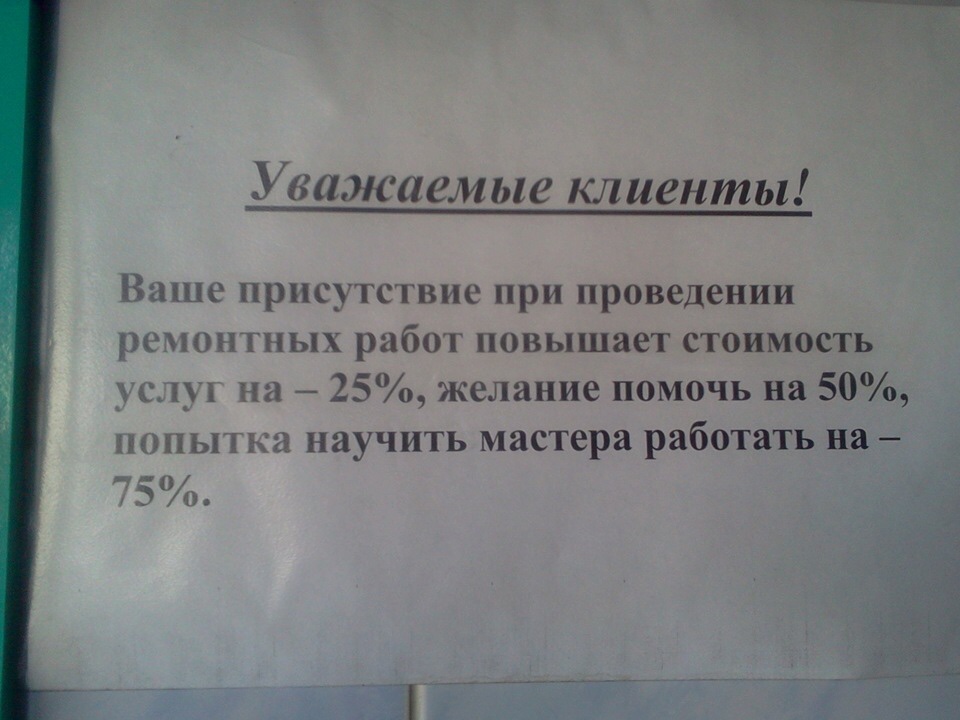 Уважаемые клиенты!
Ваше присутствие при проведении
ремонтных работ повышает стоимость
услуг на – 25%, желание помочь на 50%,
попытка научить мастера работать на –
75%.